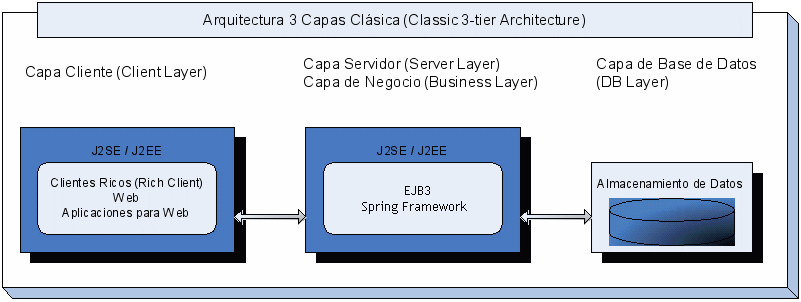 Arquitectura 3 Capas Clásica (Classic 3-tier Architecture)
Capa Cliente (Client Layer)
Capa Servidor (Server Layer)
Capa de Negocio (Business Layer)
Capa de Base de Datos
(DB Layer)
J2SE / J2EE
Clientes Ricos (Rich Client)
Web
Aplicaciones para Web
J2SE / J2EE
EJB3
Spring Framework
Almacenamiento de Datos